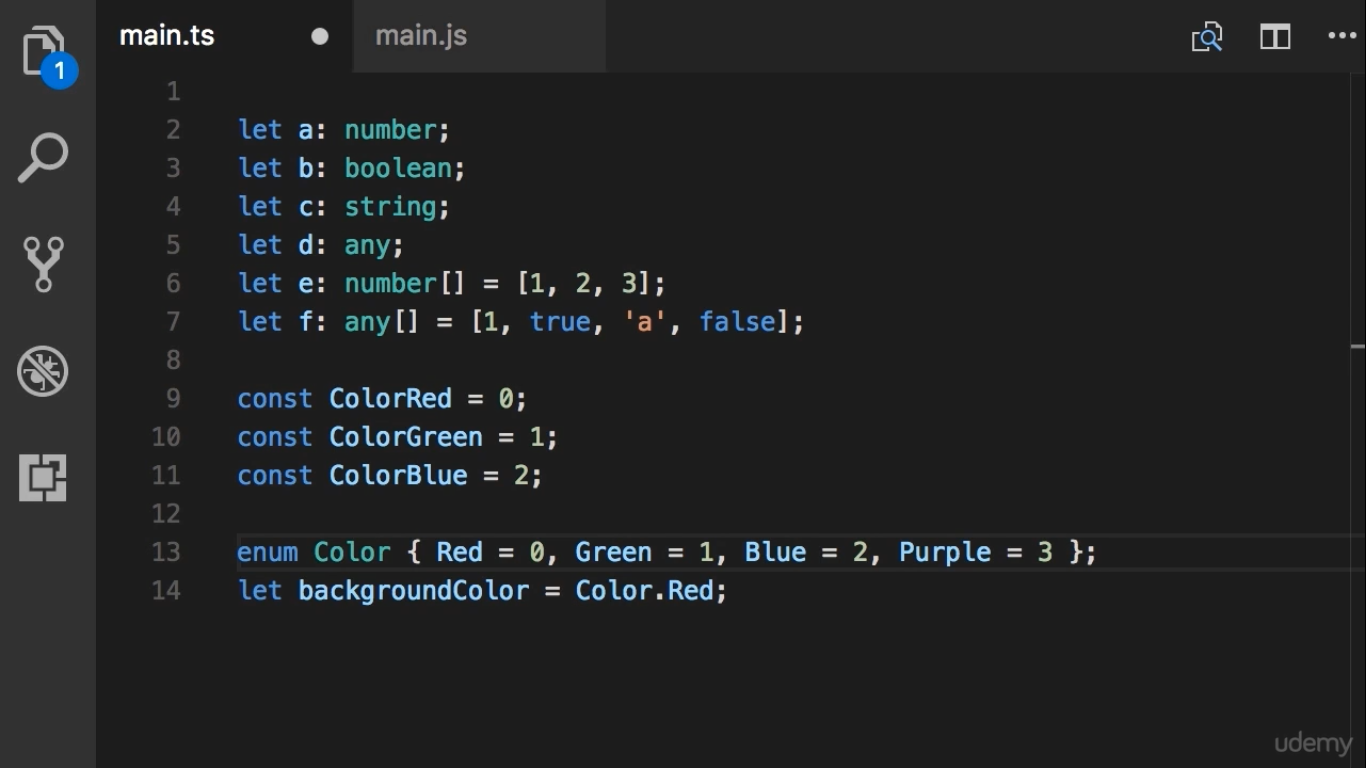 main.ts main.js
1
1
2 let a: number;
3 let b: boolean;
4 let c: string;
5 let d: any;
6 let e: number[] = [1, 2, 3];
7 let f: any[] = [1, true, 'a', false];
8
9 const ColorRed = 0;
10 const ColorGreen = 1;
11 const ColorBlue = 2;
12
13 enum Color { Red = 0, Green = 1, Blue = 2, Purple = 3 };
14 let backgroundColor = Color.Red;
udemy